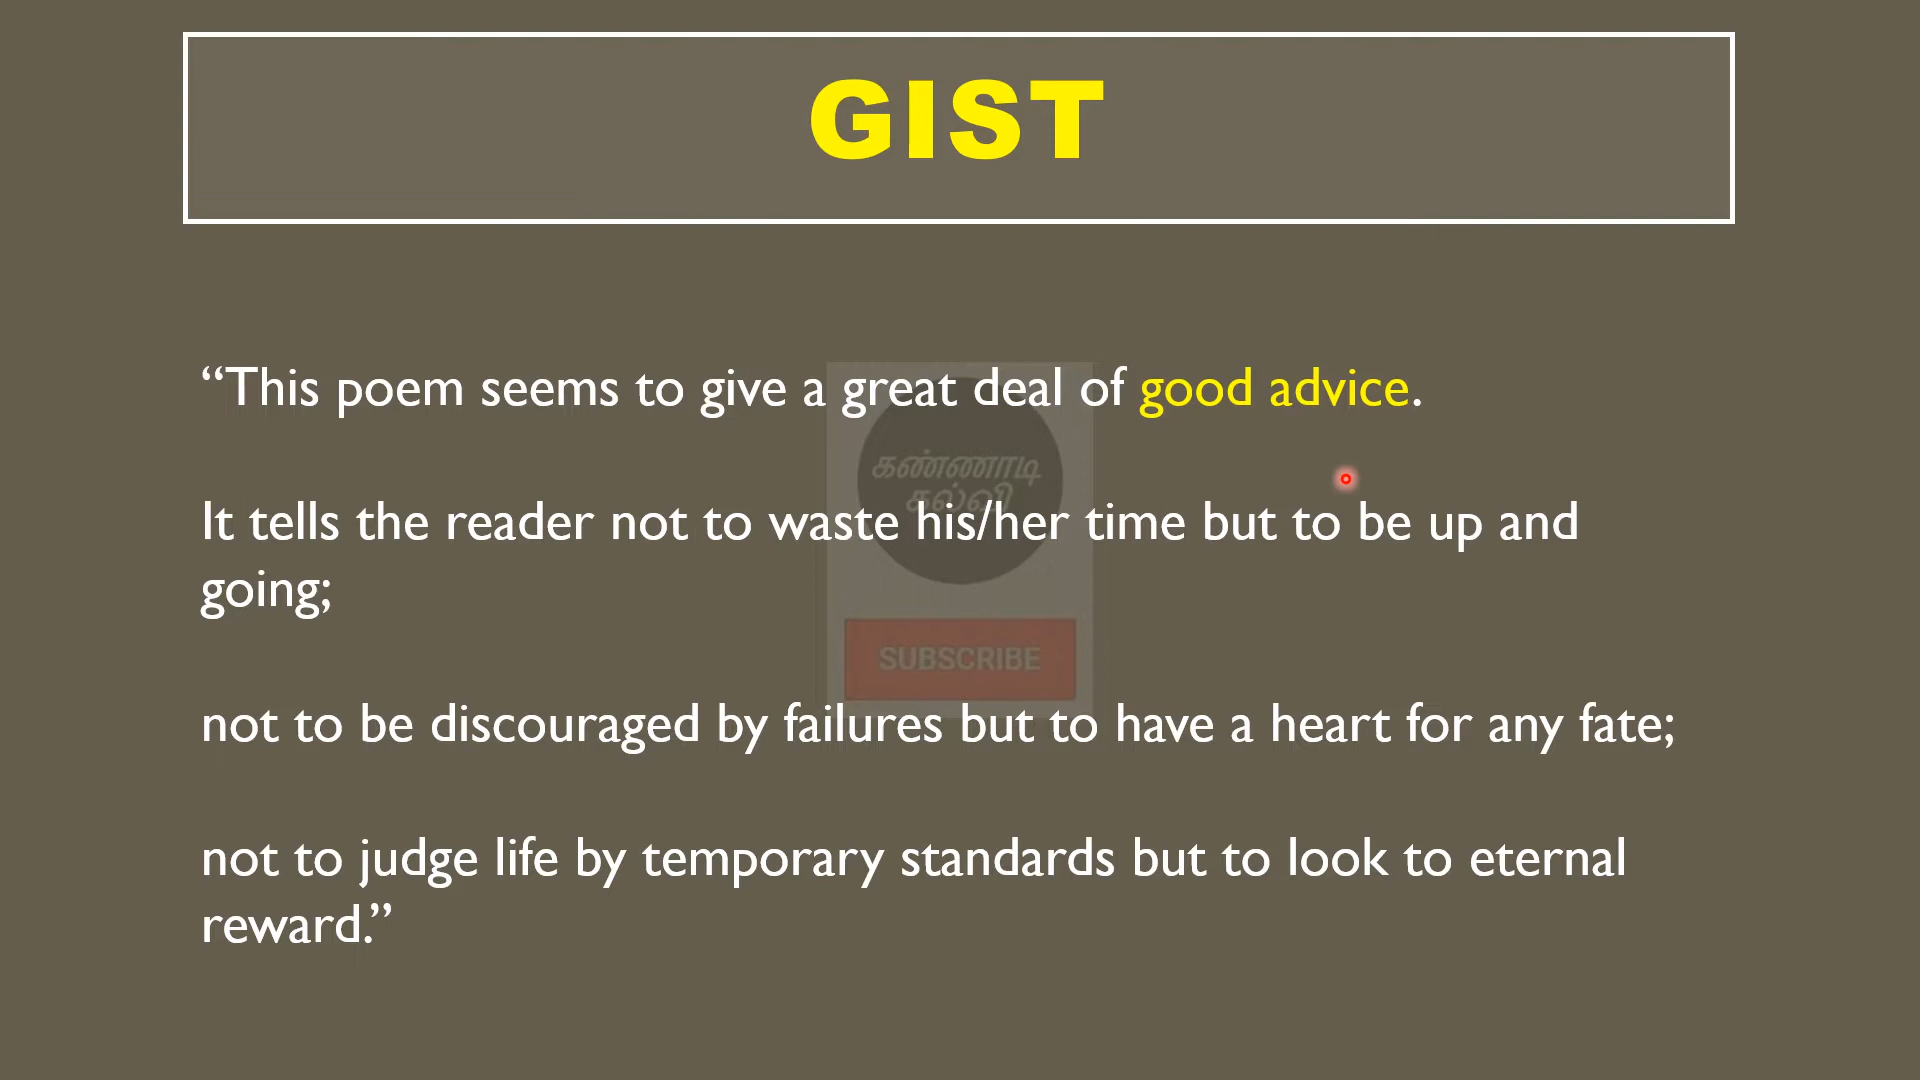 GIST
“This poem seems to give a great deal of good advice.
கண்ணாடி
கல்வி
It tells the reader not to waste his/her time but to be up and
going;
SUBSCRIBE
not to be discouraged by failures but to have a heart for any fate;
not to judge life by temporary standards but to look to eternal
reward.”